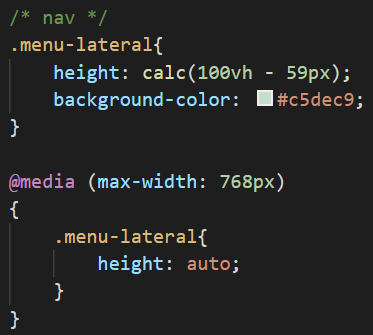 /* nav */
.menu-lateral{
    height: calc(100vh - 59px);
    background-color: #c5dec9;
}

@media (max-width: 768px)
{
    .menu-lateral{
        height: auto;
    }
}